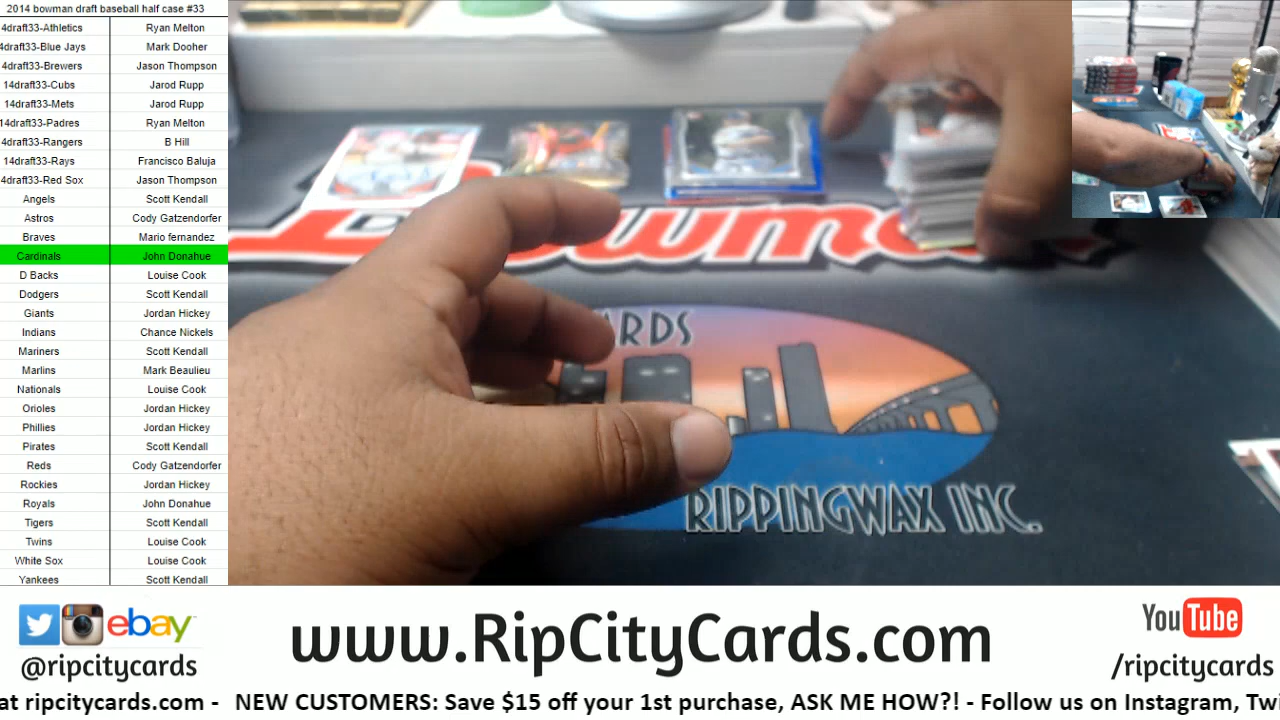 2014 bowman draft baseball half case #33
4draft33-Athletics Ryan Melton
4draft33-Blue Jays Mark Dooher
4draft33-Brewers Jason Thompson
14draft33-Cubs Jarod Rupp
14draft33-Mets Jarod Rupp
14draft33-Padres Ryan Melton
4draft33-Rangers B Hill
14draft33-Rays Francisco Baluja
4draft33-Red Sox Jason Thompson
Angels Scott Kendall
Astros Cody Gatzendorfer
Braves Mario fernandez
Cardinals John Donahue
D Backs Louise Cook
Dodgers Scott Kendall
Giants Jordan Hickey
Indians Chance Nickels
Mariners Scott Kendall
Marlins Mark Beaulieu
Nationals Louise Cook
Orioles Jordan Hickey
Phillies Jordan Hickey
Pirates Scott Kendall
Reds Cody Gatzendorfer
Rockies Jordan Hickey
Royals John Donahue
Tigers Scott Kendall
Twins Louise Cook
White Sox Louise Cook
Yankees Scott Kendall
ARDS
RIPPINGWAX INC.
ebay
@ripcitycards
www.RipCityCards.com
YouTube
/ripcitycards
at ripcitycards.com - NEW CUSTOMERS: Save $15 off your 1st purchase, ASK ME HOW?! - Follow us on Instagram, Twi